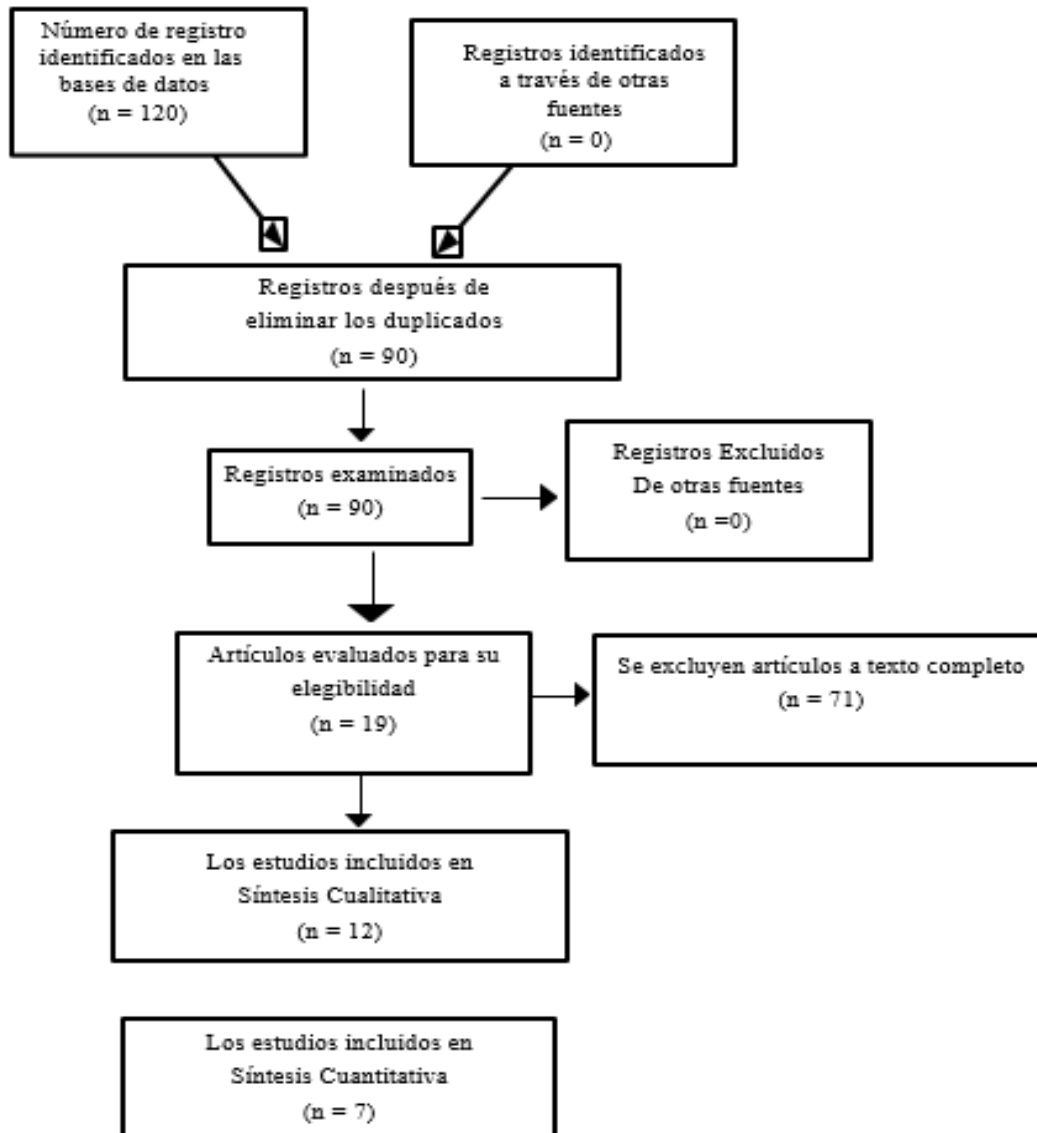 Número de registro
identificados en las
bases de datos
(n = 120)
Registros identificados
a través de otras
fuentes
(n = 0)
Registros después de
eliminar los duplicados
(n = 90)
Registros examinados
(n = 90)
Registros Excluidos
De otras fuentes
(n =0)
Artículos evaluados para su
elegibilidad
(n = 19)
Se excluyen artículos a texto completo
(n = 71)
Los estudios incluidos en
Síntesis Cualitativa
(n = 12)
Los estudios incluidos en
Síntesis Cuantitativa
(n = 7)